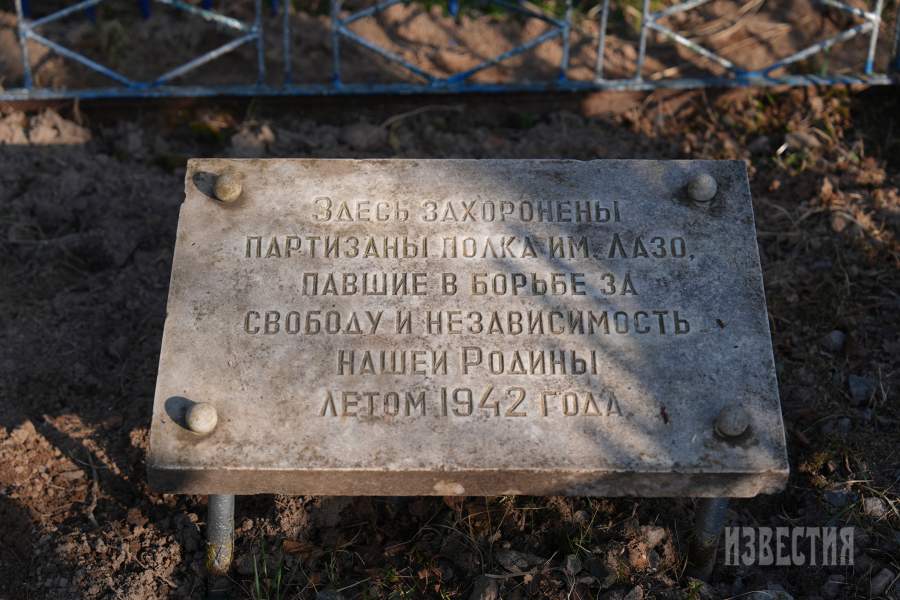 Здесь захоронены
партизаны полка им. Лазо,
павшие в борьбе за
свободу и независимость
нашей Родины
летом 1942 года
ИЗВЕСТИЯ